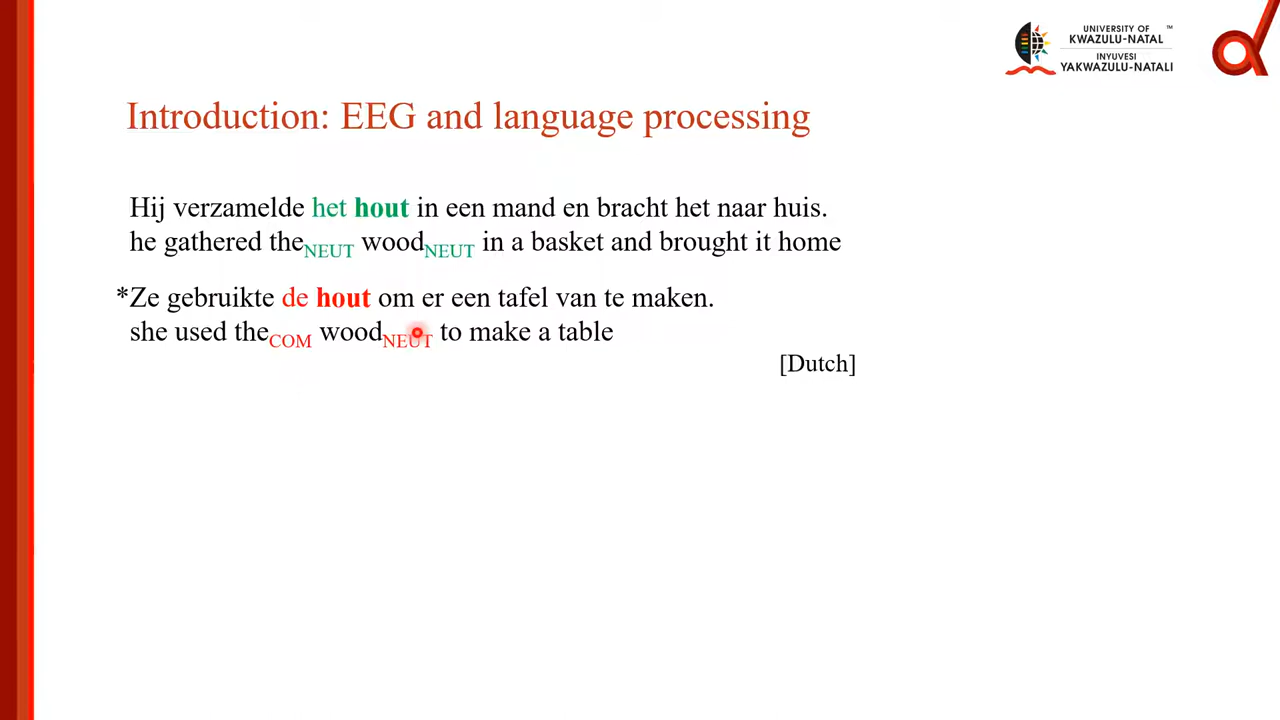 UNIVERSITY OF ™
KWAZULU-NATAL
INYUVESI
YAKWAZULU-NATALI
Introduction: EEG and language processing
Hij verzamelde het hout in een mand en bracht het naar huis.
he gathered theNEUT woodNEUT in a basket and brought it home
*Ze gebruikte de hout om er een tafel van te maken.
she used theCOM woodNEUT to make a table
[Dutch]